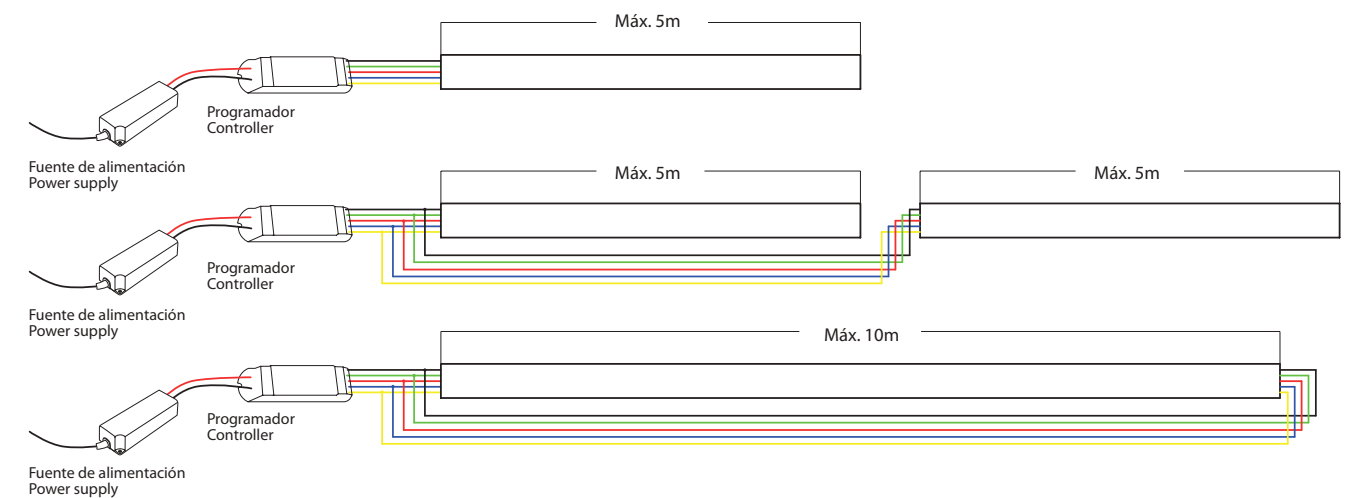 Máx. 5m
Programador
Controller
Fuente de alimentación
Power supply
Máx. 5m
Máx. 5m
Programador
Controller
Fuente de alimentación
Power supply
Máx. 10m
Programador
Controller
Fuente de alimentación
Power supply